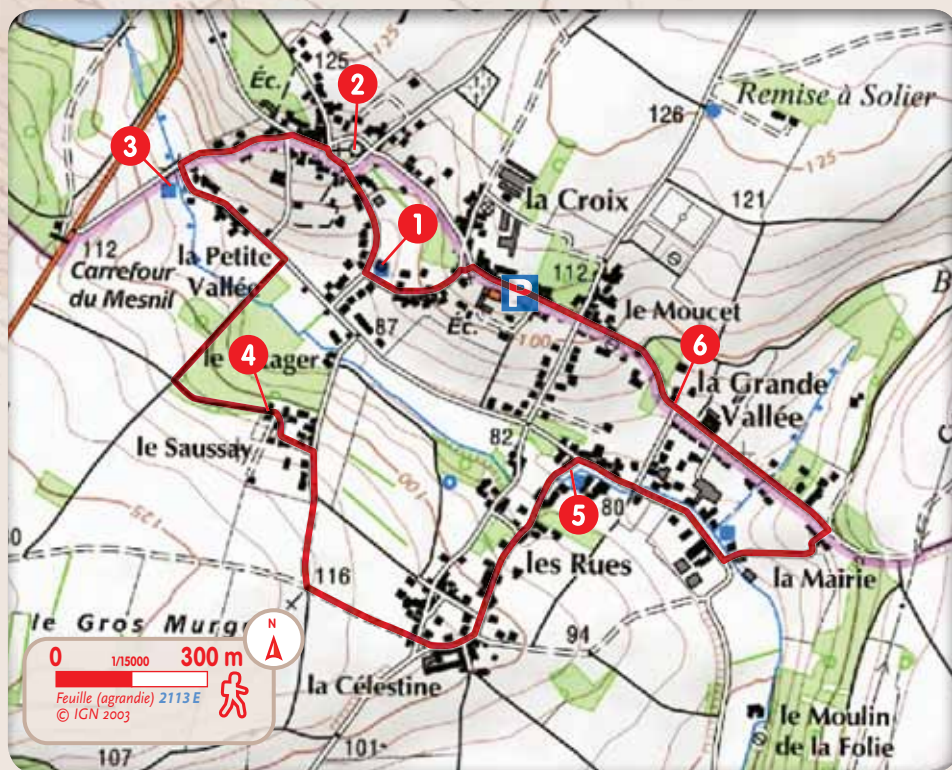 125
125
Éc.
2
126
Remise à Solier
125
3
1
la Croix
121
112
Carrefour
du Mesnil
la Petite
Vallée
112
P
le Moucet
87
Éc.
100
6
4
la Grande
Vallée
le Saussay
82
100
125
5
80
les Rues
la Mairie
116
le Gros
94
la Célestine
le Moulin
de la Folie
101
107
N
0 1/15000 300 m
Feuille (agrandie) 2113 E
© IGN 2003